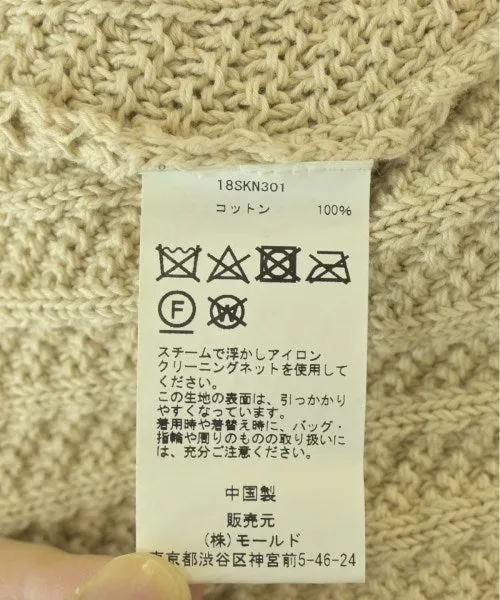 18SKN301
コットン 100%
F W
スチームで浮かしアイロン
クリーニングネットを使用して
ください。
この生地の表面は、引っかかり
やすくなっています。
着用時や着替え時に、バッグ・
指輪や周りのものの取り扱いに
は、充分ご注意ください。
中国製
販売元
(株)モールド
東京都渋谷区神宮前5-46-24